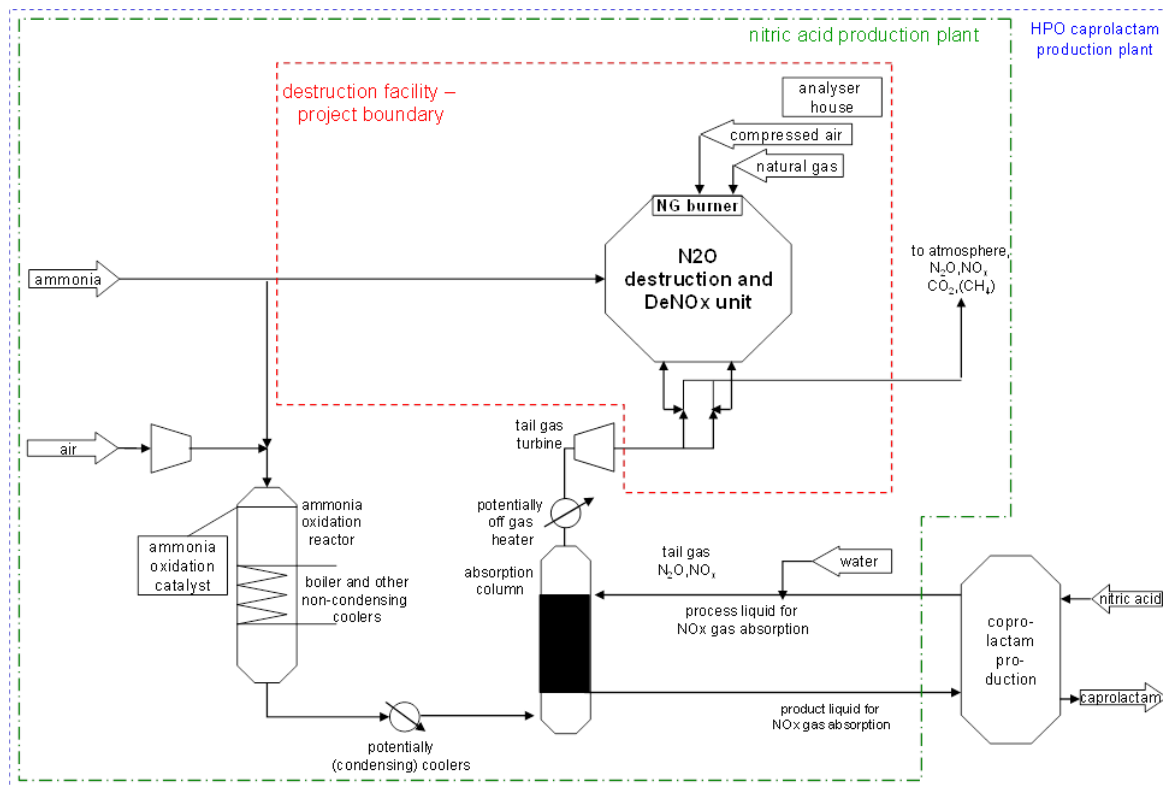 nitric acid production plant
HPO caprolactam
production plant
destruction facility –
project boundary
analyser
house
compressed air
natural gas
NG burner
N2O
destruction and
DeNOx unit
to atmosphere,
N₂O,NOₓ
CO₂,(CH₄)
ammonia
air
tail gas
turbine
ammonia
oxidation
reactor
ammonia
oxidation
catalyst
boiler and other
non-condensing
coolers
potentially
off gas
heater
absorption
column
tail gas
N₂O,NOₓ
water
process liquid for
NOx gas absorption
nitric acid
copro-
lactam
pro-
duction
caprolactam
product liquid for
NOx gas absorption
potentially
(condensing) coolers